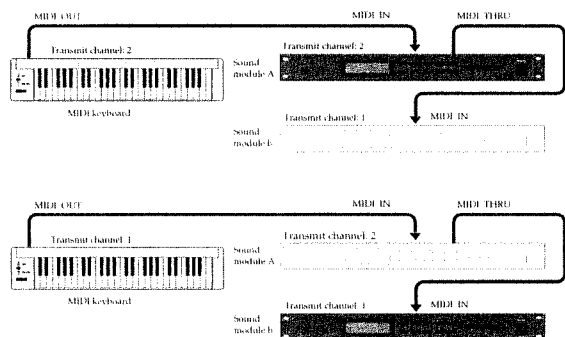 MIDI OUT
MIDI IN
MIDI THRU
Transmit channel: 2
Sound
module A
Transmit channel: 2
MIDI keyboard
Sound
module b
Transmit channel: 1
MIDI IN
MIDI OUT
MIDI IN
MIDI THRU
Transmit channel: 1
Sound
module A
Transmit channel: 2
MIDI keyboard
Sound
module b
Transmit channel: 1
MIDI IN